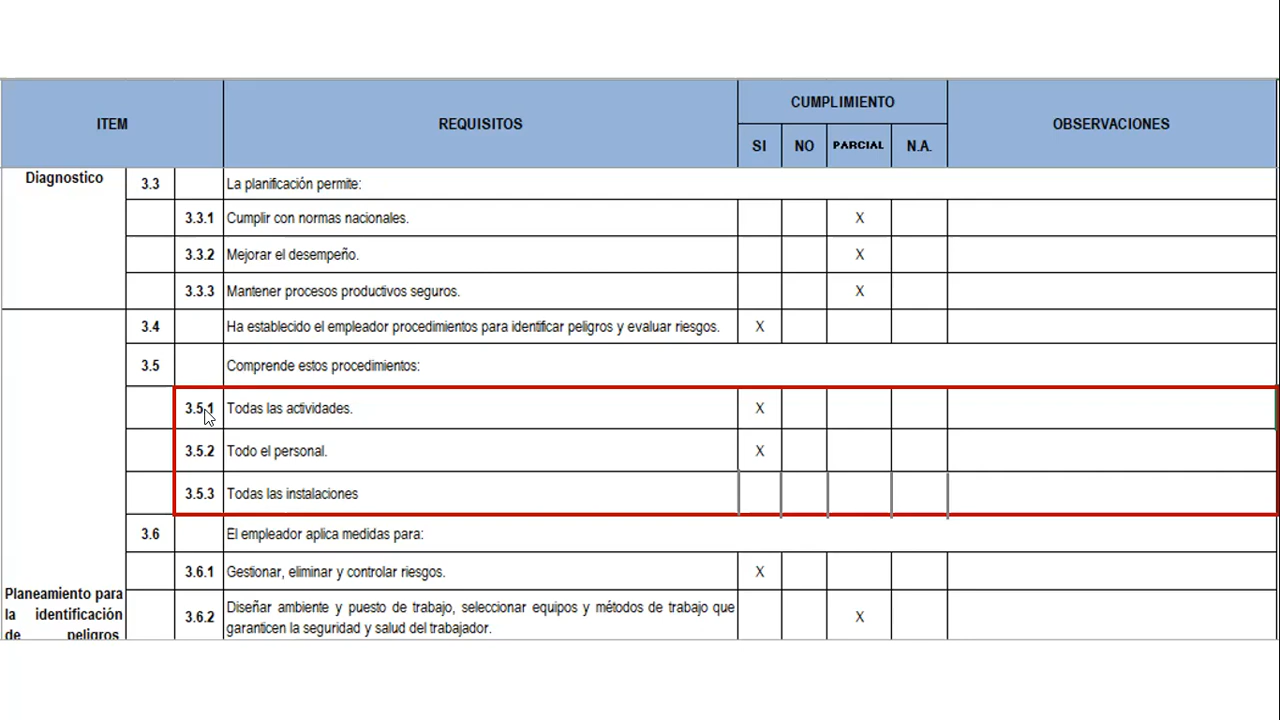 ITEM REQUISITOS CUMPLIMIENTO OBSERVACIONES
SI NO PARCIAL N.A.
Diagnostico 3.3 La planificación permite:
3.3.1 Cumplir con normas nacionales. X
3.3.2 Mejorar el desempeño. X
3.3.3 Mantener procesos productivos seguros. X
3.4 Ha establecido el empleador procedimientos para identificar peligros y evaluar riesgos. X
3.5 Comprende estos procedimientos:
3.5.1 Todas las actividades. X
3.5.2 Todo el personal. X
3.5.3 Todas las instalaciones
3.6 El empleador aplica medidas para:
3.6.1 Gestionar, eliminar y controlar riesgos. X
Planeamiento para
la identificación
de peligros
3.6.2 Diseñar ambiente y puesto de trabajo, seleccionar equipos y métodos de trabajo que
garanticen la seguridad y salud del trabajador. X